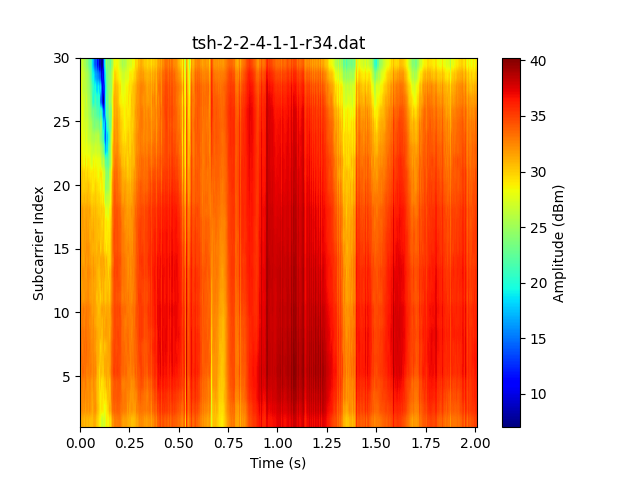 tsh-2-2-4-1-1-r34.dat
30
25
20
15
10
5
Subcarrier Index
0.00 0.25 0.50 0.75 1.00 1.25 1.50 1.75 2.00
Time (s)
40
35
30
25
20
15
10
Amplitude (dBm)